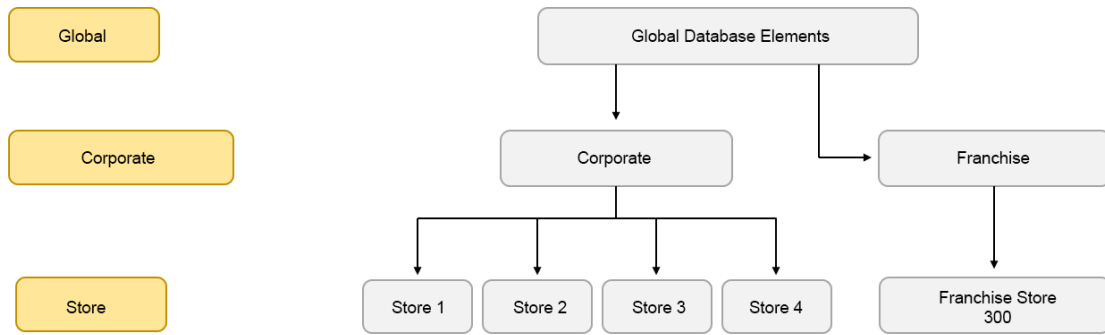 Global
Global Database Elements
Corporate
Corporate
Franchise
Store
Store 1
Store 2
Store 3
Store 4
Franchise Store
300